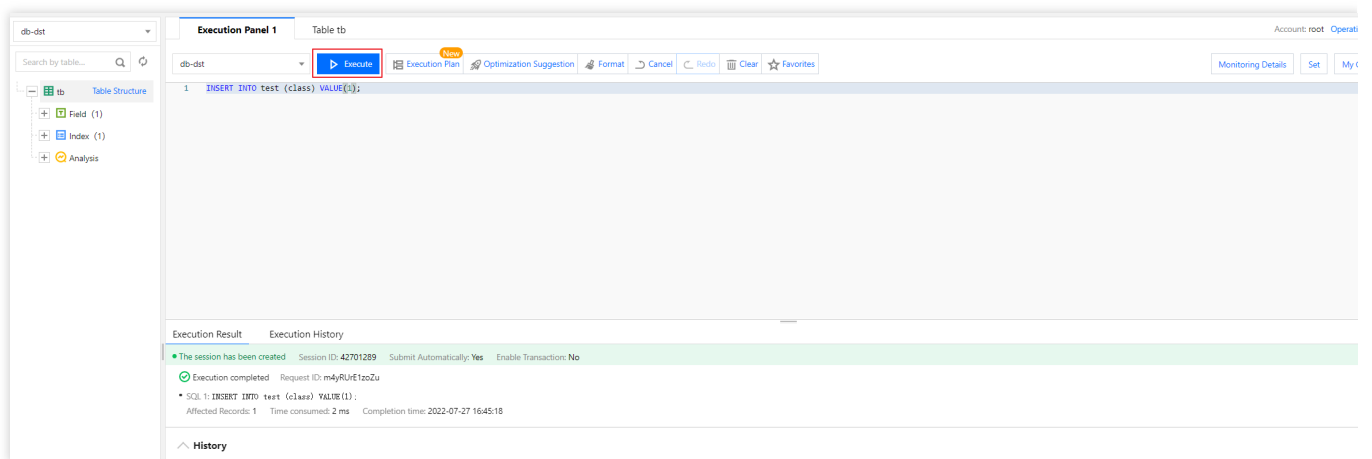 db-dst
Execution Panel 1
Table tb
Account: root
Search by table...
db-dst
Execute
New
Execution Plan
Optimization Suggestion
Format
Cancel
Redo
Clear
Favorites
Monitoring Details
Set
My
tb
Table Structure
1 INSERT INTO test (class) VALUE(1);
Field (1)
Index (1)
Analysis
Execution Result
Execution History
The session has been created Session ID: 42701289 Submit Automatically: Yes Enable Transaction: No
Execution completed Request ID: m4yRUrE1zoZu
SQL 1: INSERT INTO test (class) VALUE(1);
Affected Records: 1 Time consumed: 2 ms Completion time: 2022-07-27 16:45:18
History